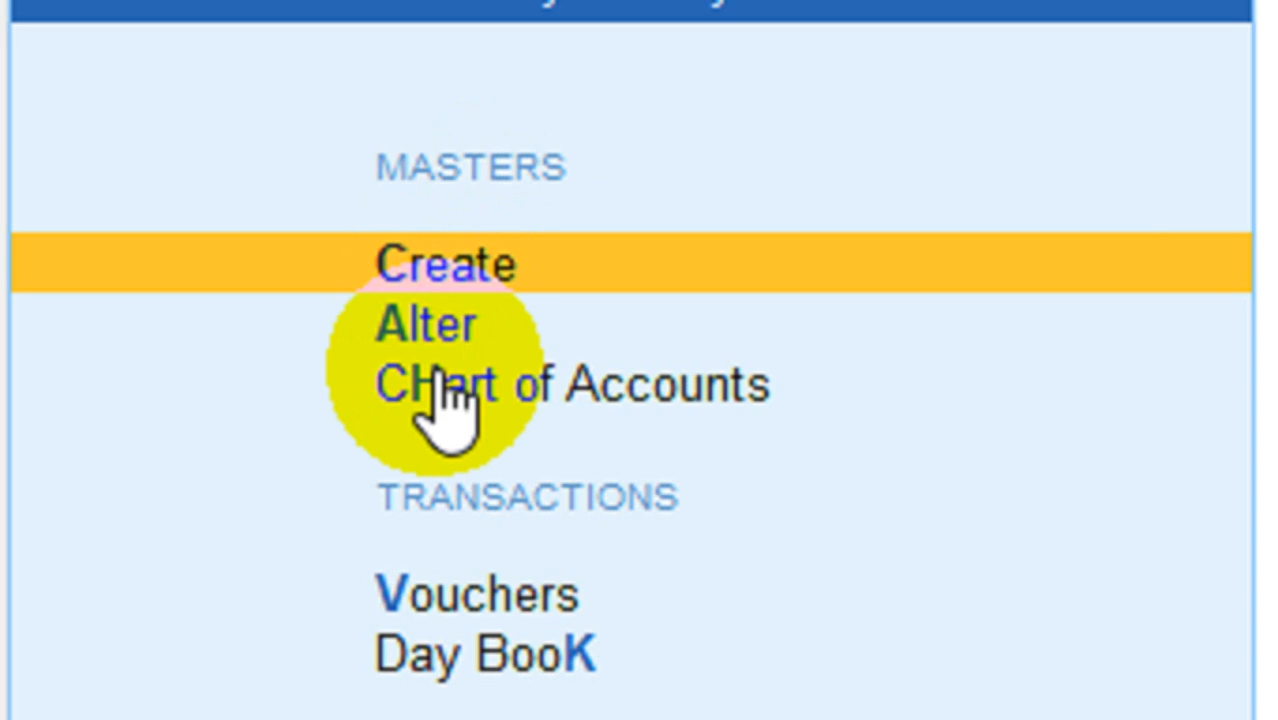 MASTERS
Create
Alter
CHart of Accounts
TRANSACTIONS
Vouchers
Day BooK